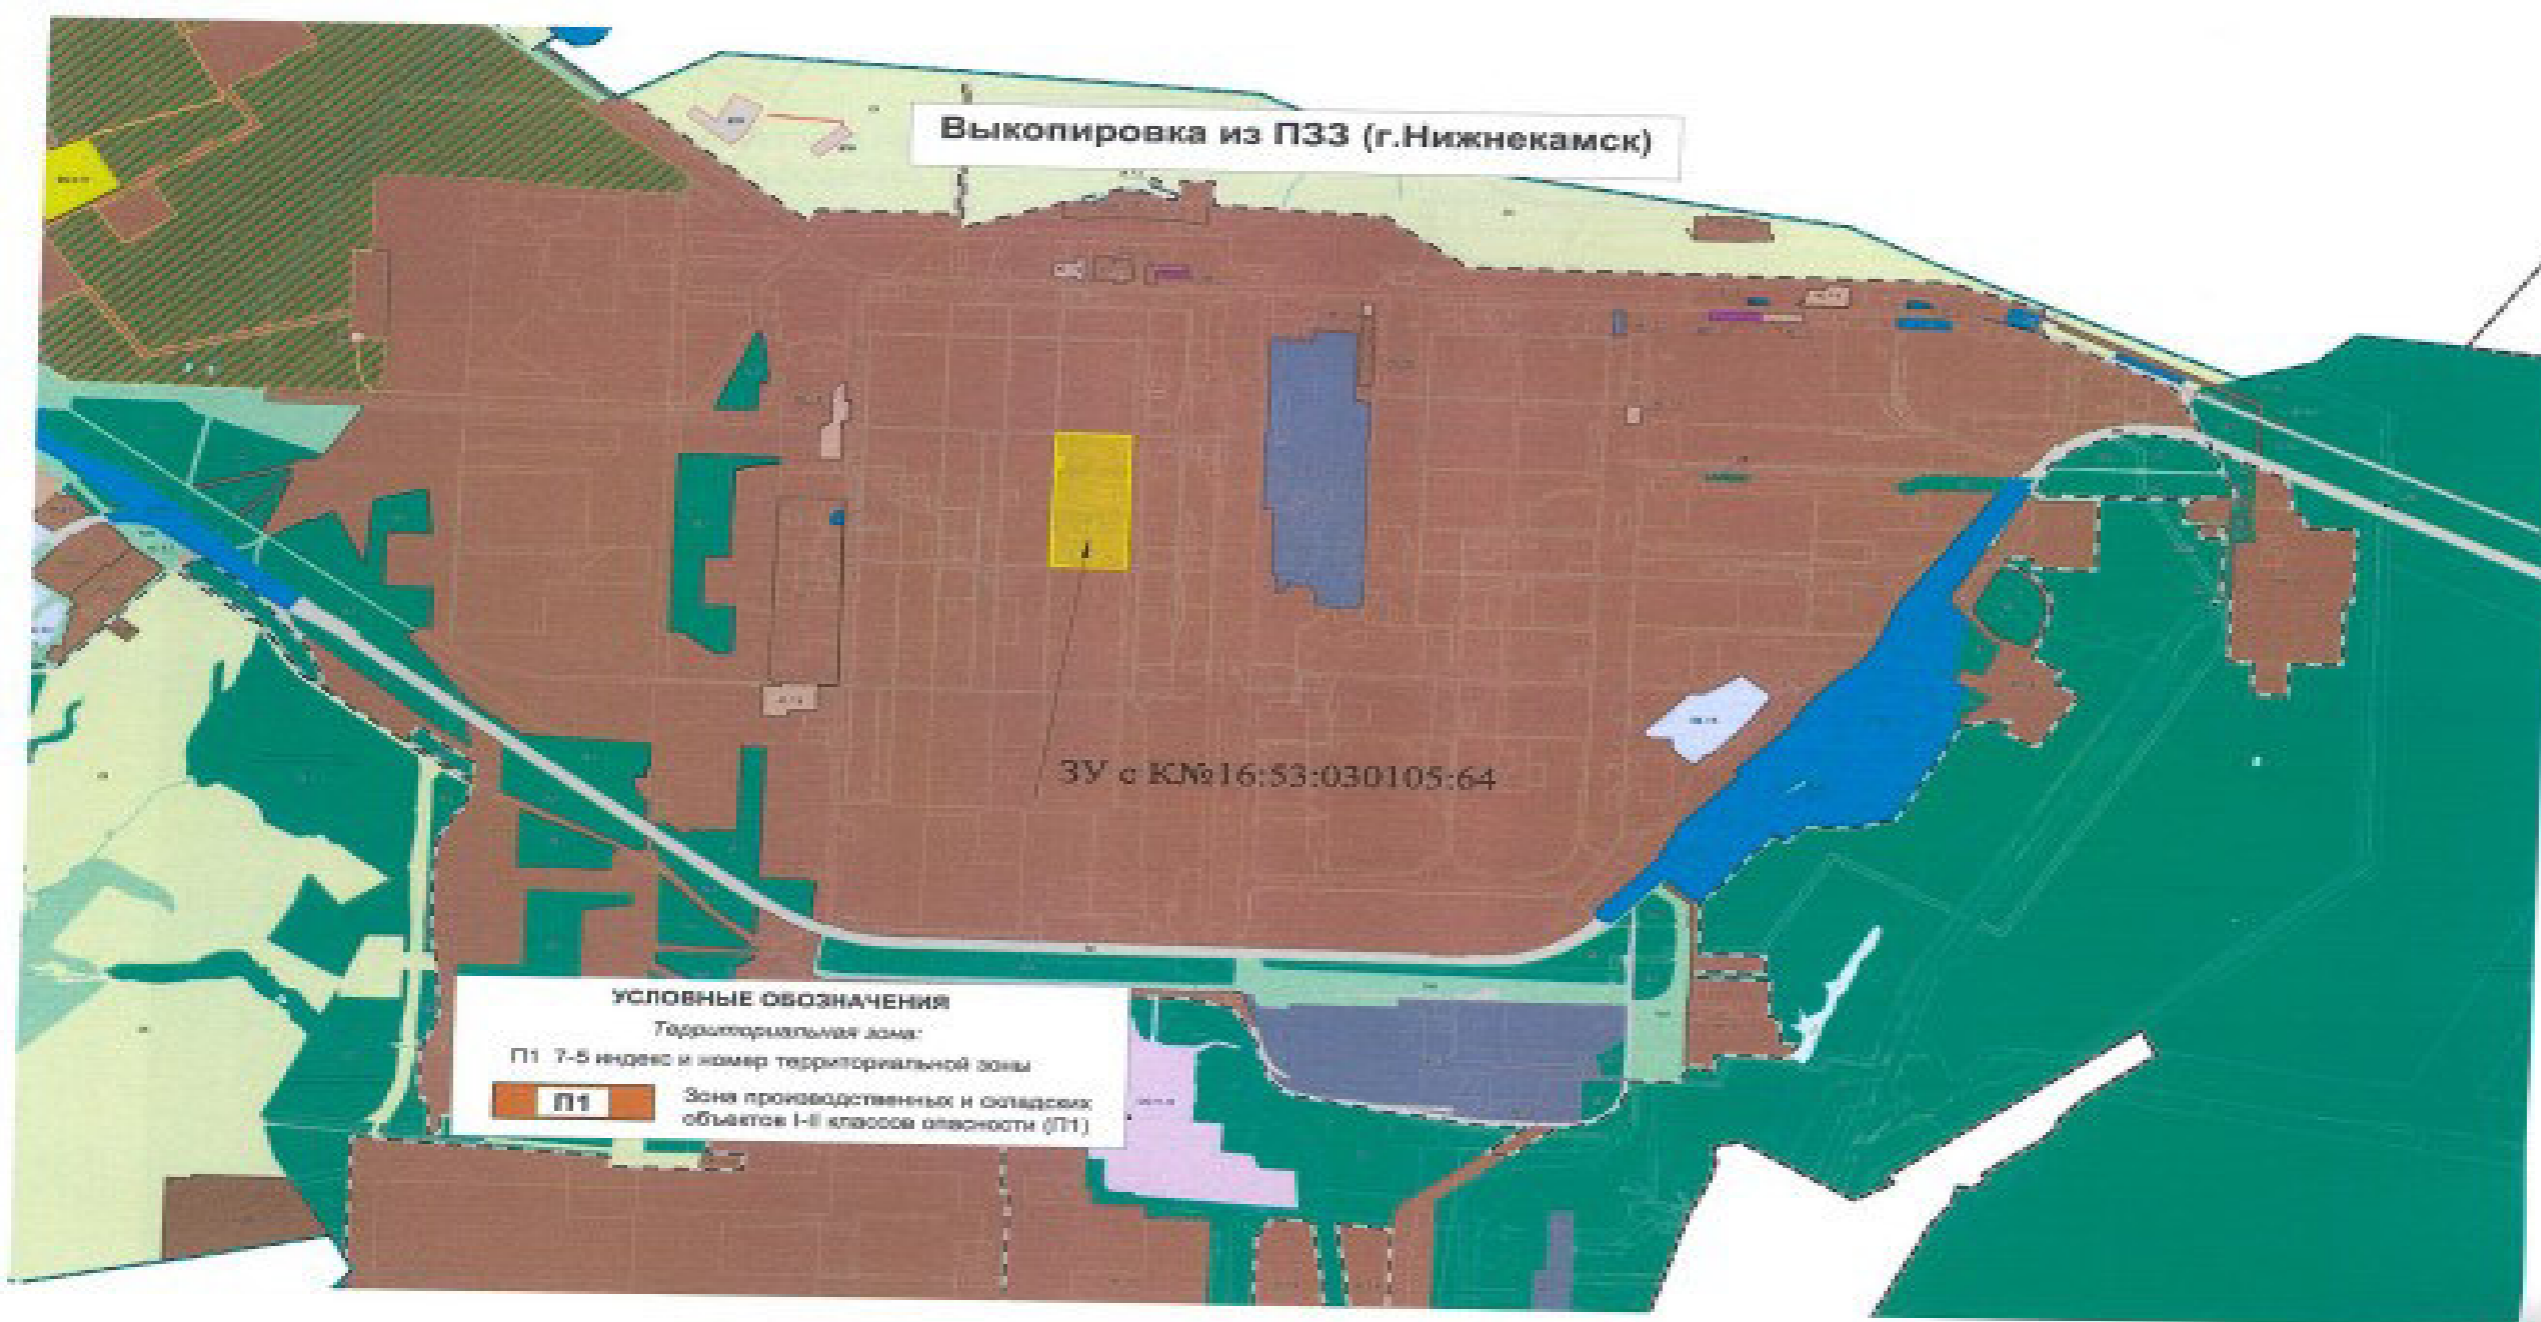 Выкопировка из ПЗЗ (г.Нижнекамск)
ЗУ с К№16:53:030105:64
УСЛОВНЫЕ ОБОЗНАЧЕНИЯ
Территориальная зона:
П1 7-5 индекс и номер территориальной зоны
П1
Зона производственных и складских
объектов I-II классов опасности (П1)